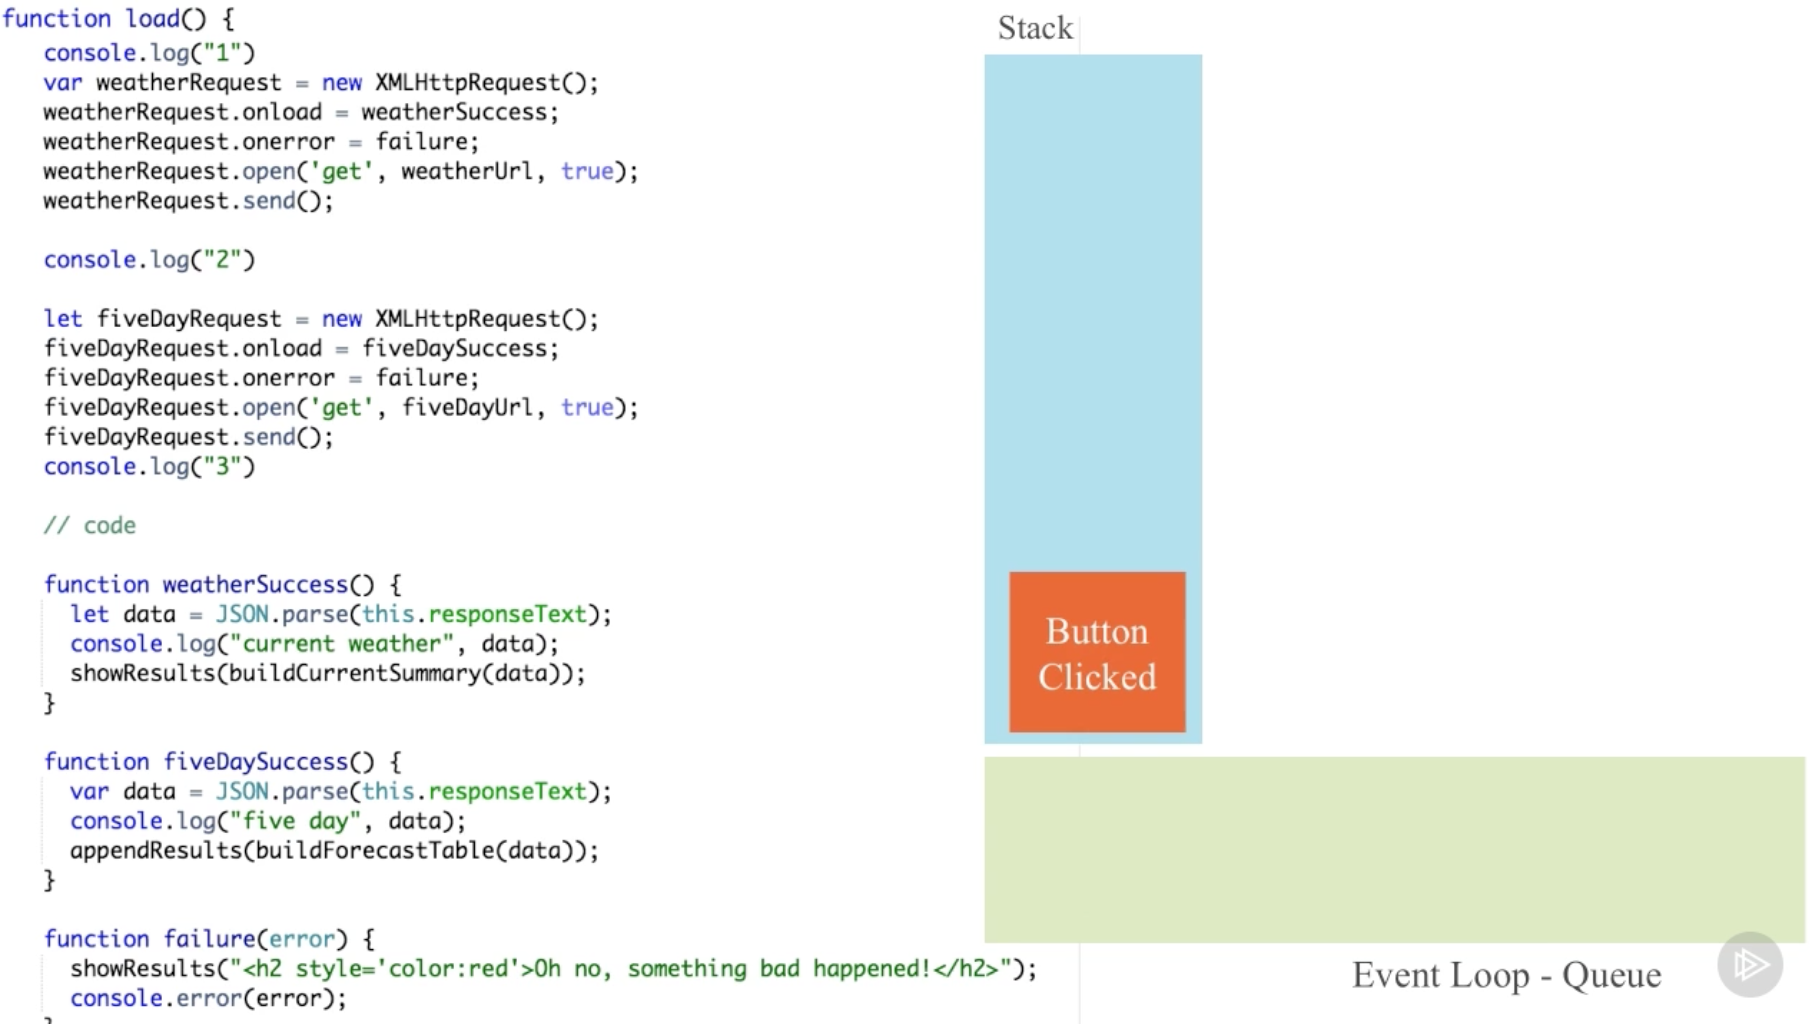 function load() {
console.log("1")
var weatherRequest = new XMLHttpRequest();
weatherRequest.onload = weatherSuccess;
weatherRequest.onerror = failure;
weatherRequest.open('get', weatherUrl, true);
weatherRequest.send();
console.log("2")
let fiveDayRequest = new XMLHttpRequest();
fiveDayRequest.onload = fiveDaySuccess;
fiveDayRequest.onerror = failure;
fiveDayRequest.open('get', fiveDayUrl, true);
fiveDayRequest.send();
console.log("3")
// code
function weatherSuccess() {
let data = JSON.parse(this.responseText);
console.log("current weather", data);
showResults(buildCurrentSummary(data));
}
function fiveDaySuccess() {
var data = JSON.parse(this.responseText);
console.log("five day", data);
appendResults(buildForecastTable(data));
}
function failure(error) {
showResults("<h2 style='color:red'>Oh no, something bad happened!</h2>");
console.error(error);
}
Stack
Button
Clicked
Event Loop - Queue